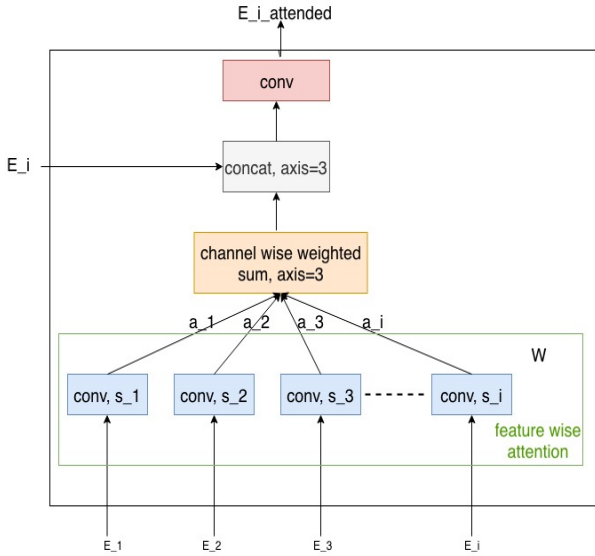 E_i_attended
conv
E_i
concat, axis=3
channel wise weighted
sum, axis=3
a_1 a_2 a_3 a_i
W
conv, s_1 conv, s_2 conv, s_3 conv, s_i
feature wise
attention
E_1 E_2 E_3 E_i